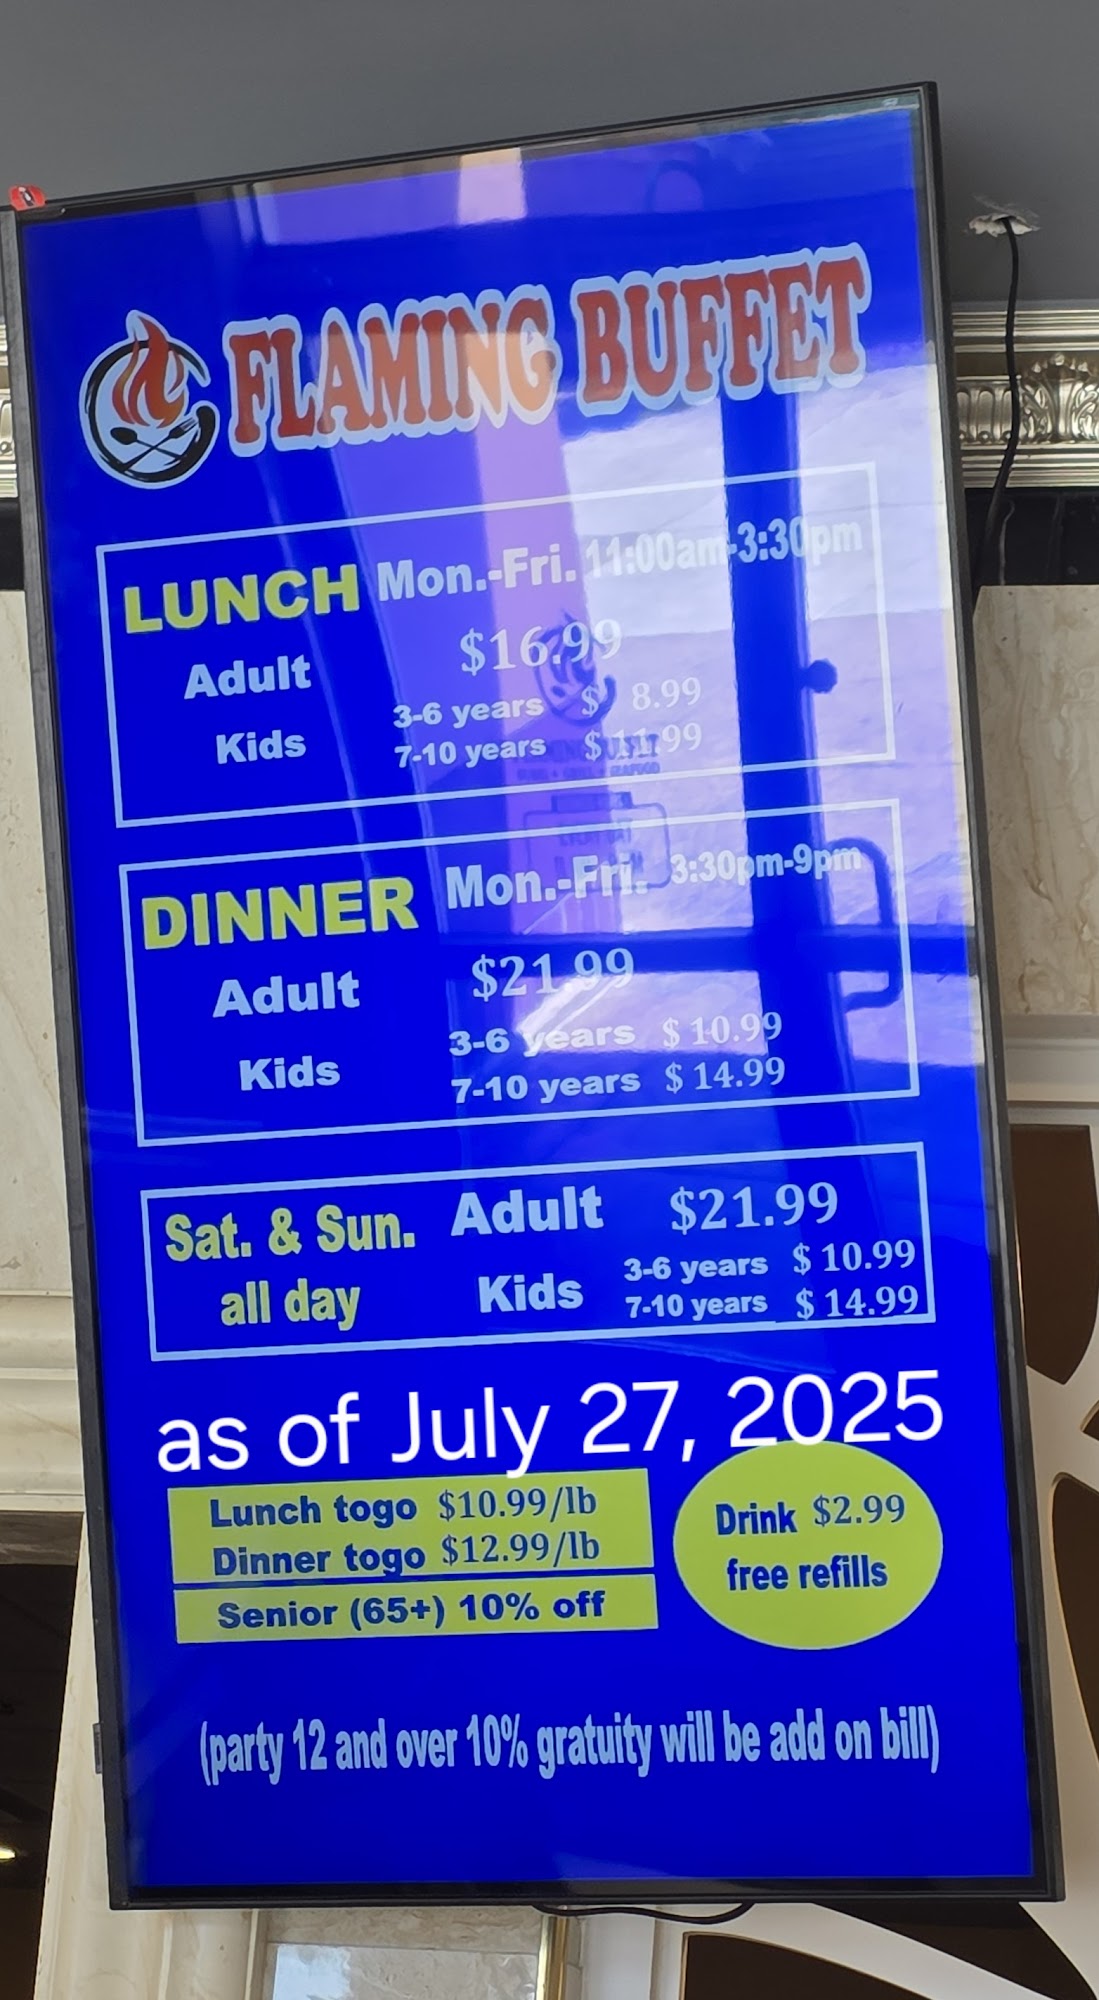 FLAMING BUFFET
LUNCH Mon.-Fri. 11:00am-3:30pm
Adult $16.99
Kids 3-6 years $ 8.99
7-10 years $ 11.99
DINNER Mon.-Fri. 3:30pm-9pm
Adult $21.99
Kids 3-6 years $ 10.99
7-10 years $ 14.99
Sat. & Sun. all day
Adult $21.99
Kids 3-6 years $ 10.99
7-10 years $ 14.99
as of July 27, 2025
Lunch togo $10.99/lb
Dinner togo $12.99/lb
Senior (65+) 10% off
Drink $2.99
free refills
(party 12 and over 10% gratuity will be add on bill)